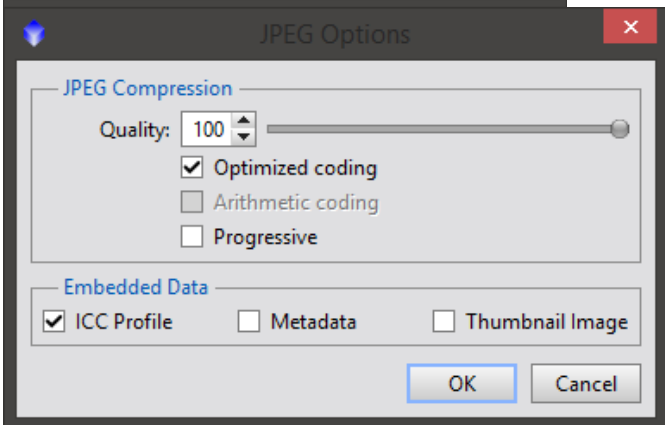 JPEG Options
JPEG Compression
Quality: 100
Optimized coding
Arithmetic coding
Progressive
Embedded Data
ICC Profile Metadata Thumbnail Image
OK Cancel